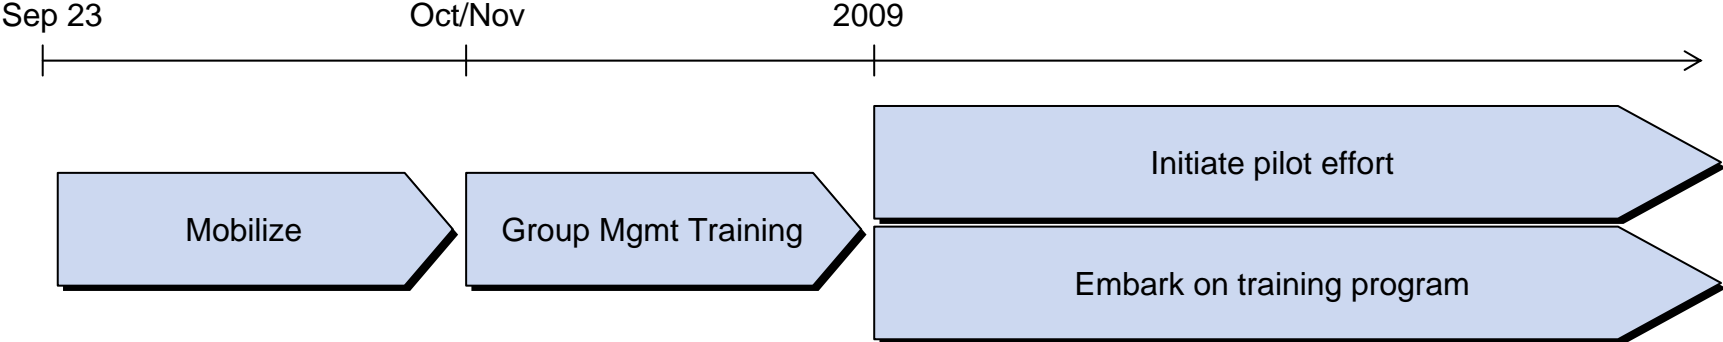 Sep 23
Oct/Nov
2009
Mobilize
Group Mgmt Training
Initiate pilot effort
Embark on training program